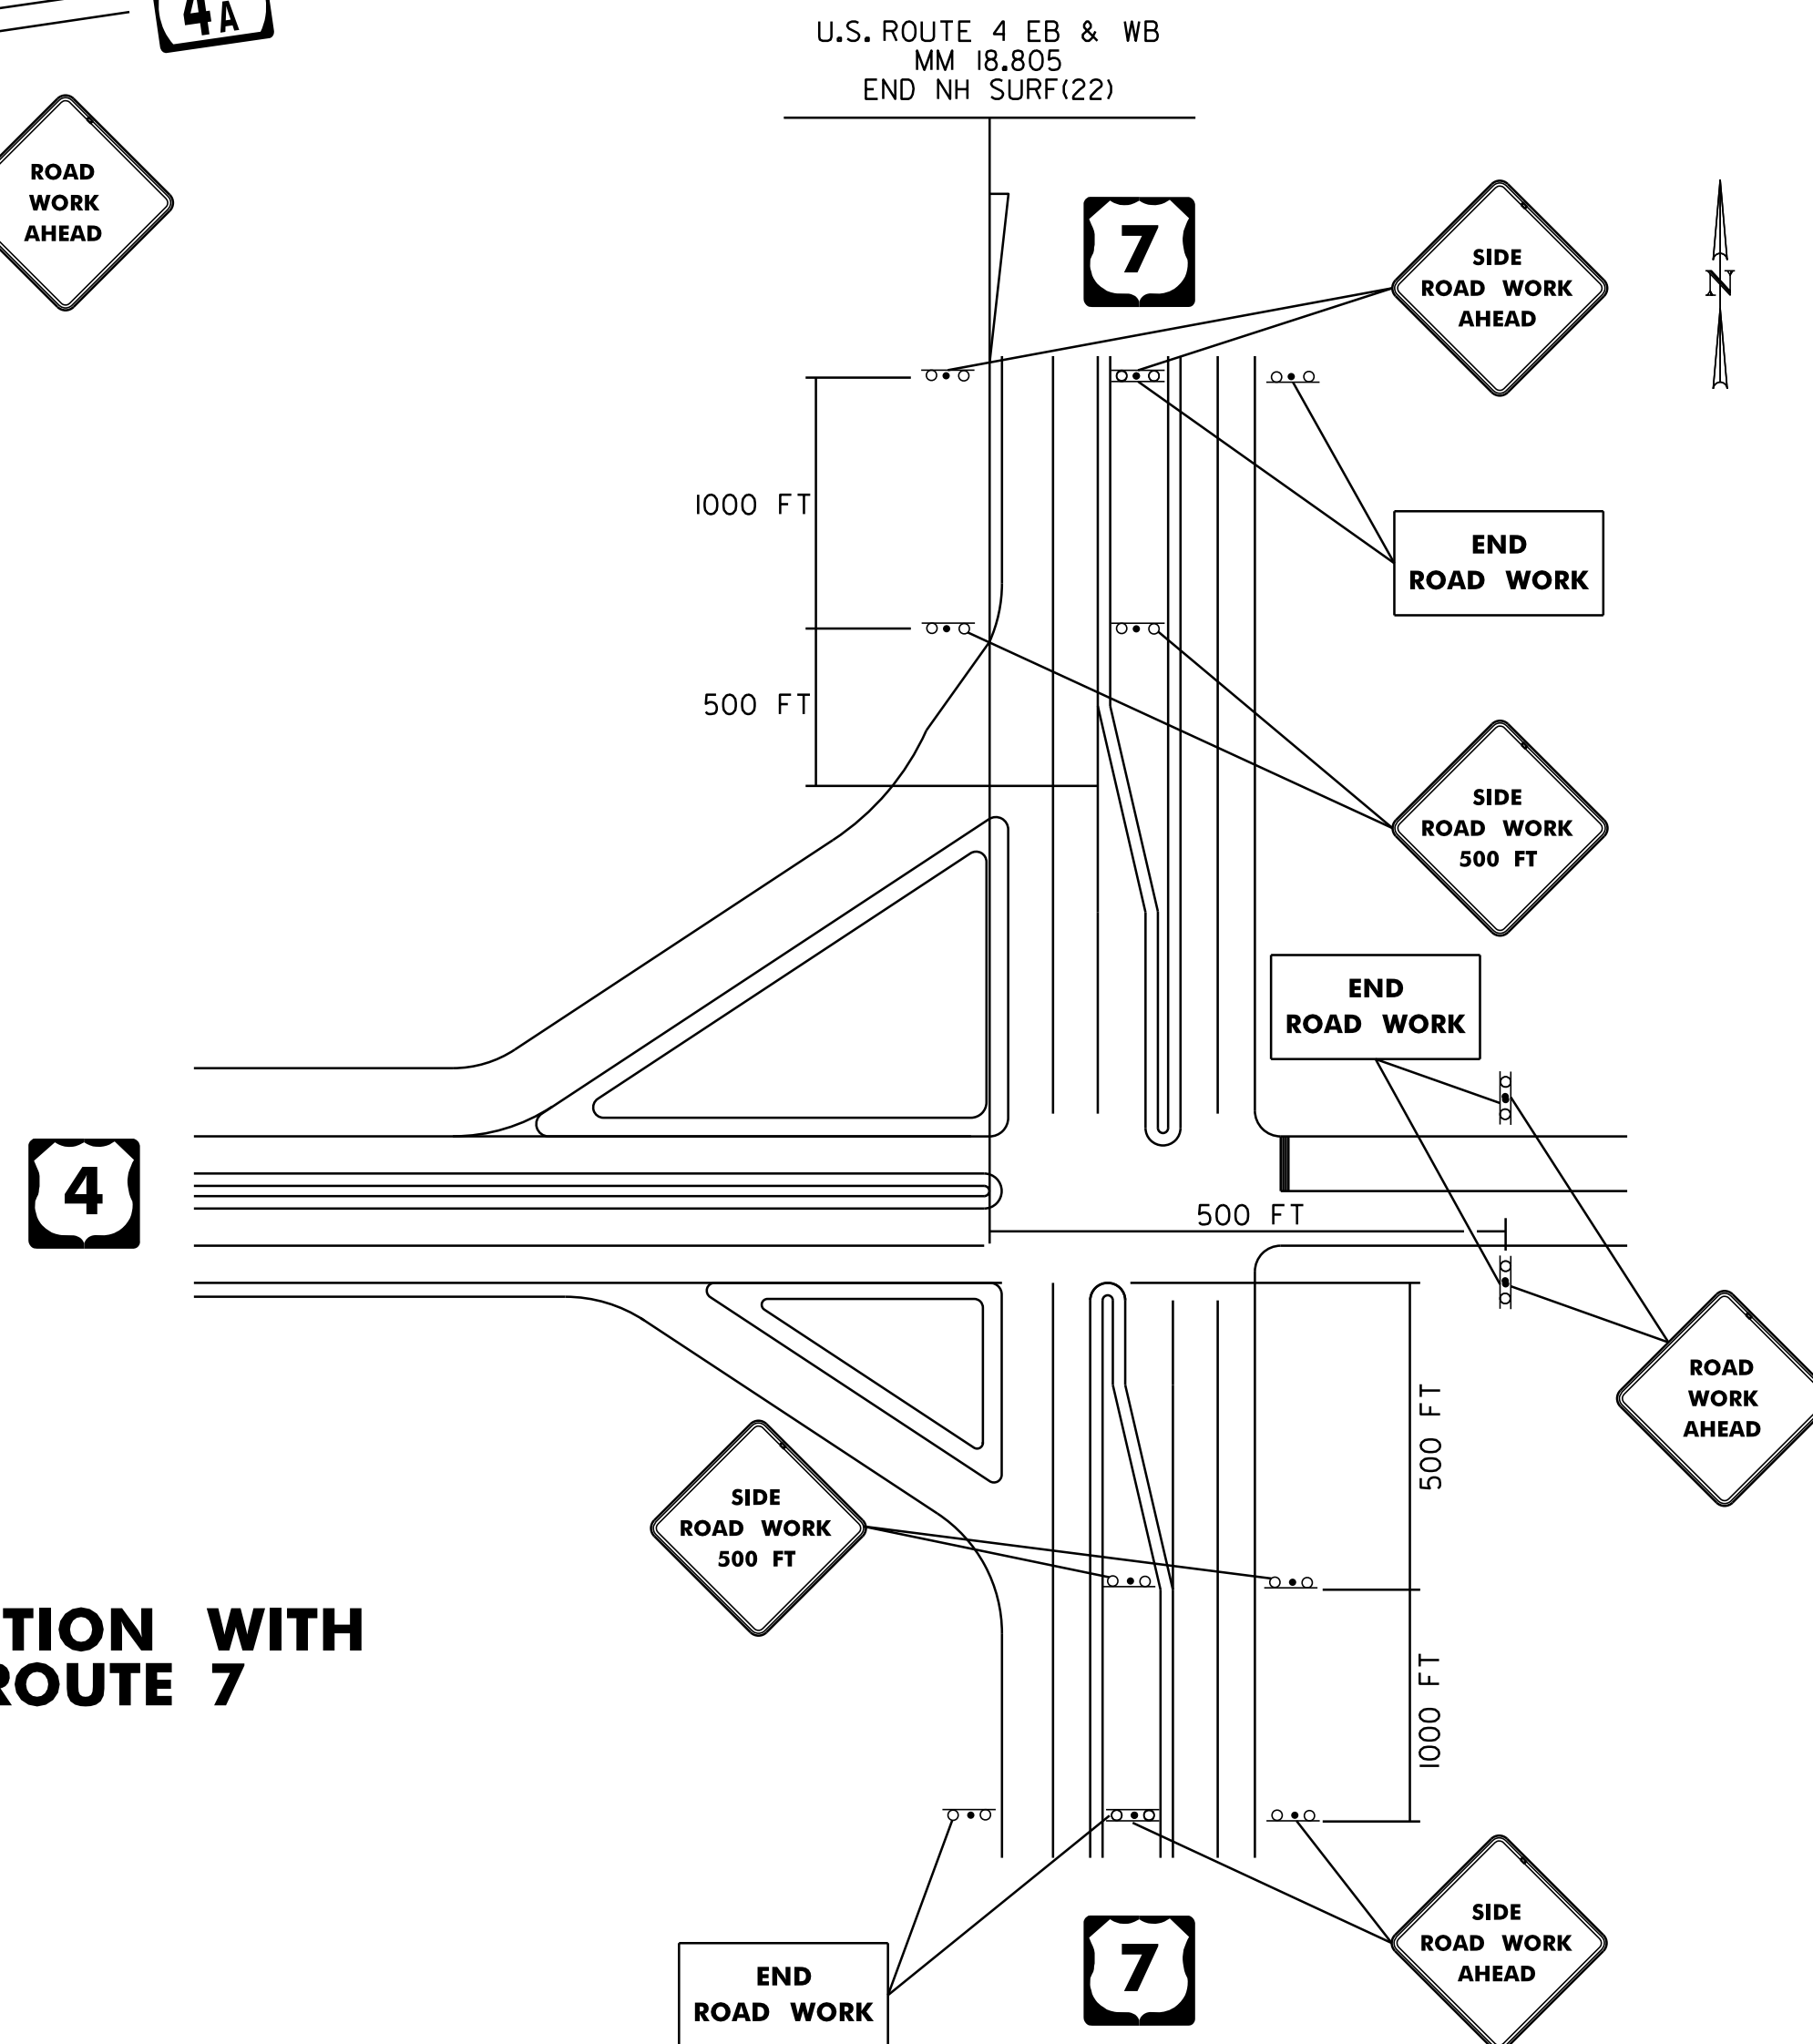 4A
U.S. ROUTE 4 EB & WB
MM 18.805
END NH SURF(22)
ROAD
WORK
AHEAD
7
SIDE
ROAD WORK
AHEAD
N
1000 FT
END
ROAD WORK
500 FT
SIDE
ROAD WORK
500 FT
END
ROAD WORK
4
500 FT
ROAD
WORK
AHEAD
500 FT
SIDE
ROAD WORK
500 FT
TION WITH
ROUTE 7
1000 FT
SIDE
ROAD WORK
AHEAD
7
END
ROAD WORK